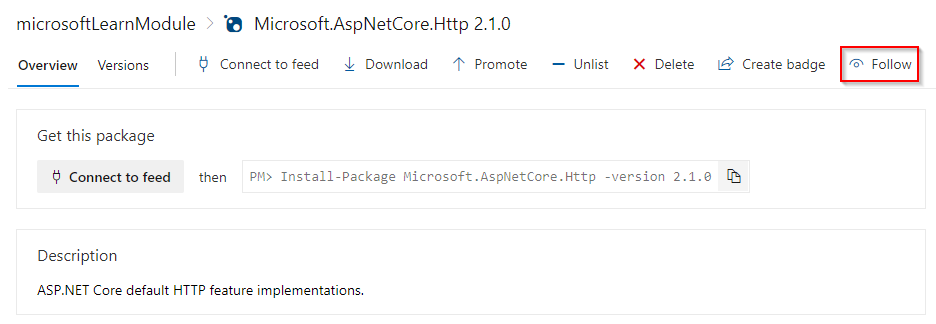 microsoftLearnModule > Microsoft.AspNetCore.Http 2.1.0
Overview Versions Connect to feed Download Promote Unlist Delete Create badge Follow
Get this package
Connect to feed then PM> Install-Package Microsoft.AspNetCore.Http -version 2.1.0
Description
ASP.NET Core default HTTP feature implementations.